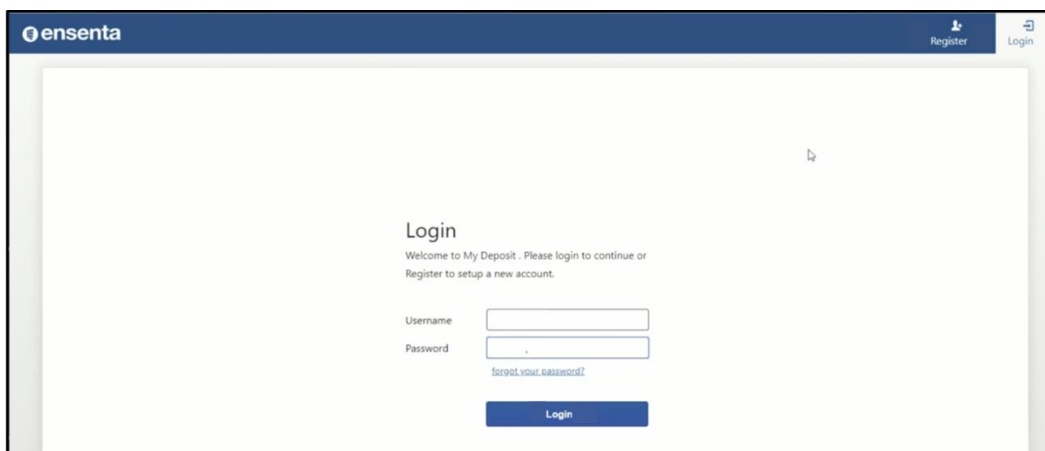 ensenta
Register
Login
Login
Welcome to My Deposit . Please login to continue or
Register to setup a new account.
Username
Password
forgot your password?
Login